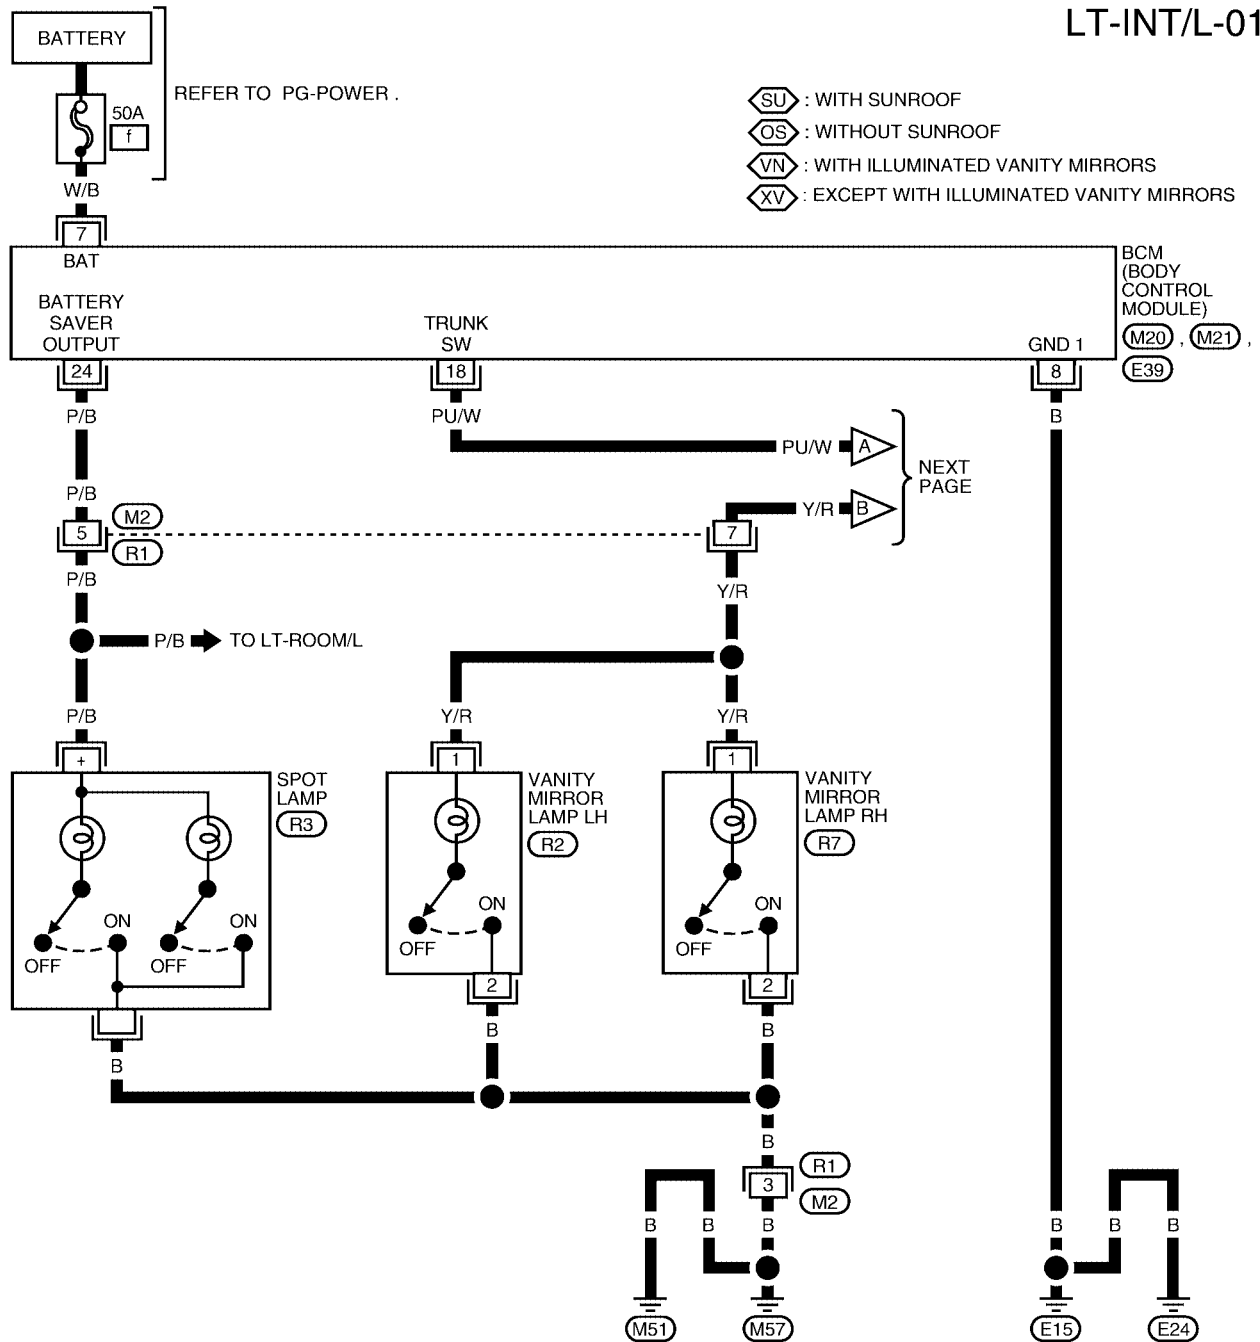 LT-INT/L-01
BATTERY
REFER TO PG-POWER .
50A
f
W/B
SU : WITH SUNROOF
OS : WITHOUT SUNROOF
VN : WITH ILLUMINATED VANITY MIRRORS
XV : EXCEPT WITH ILLUMINATED VANITY MIRRORS
7
BAT
BATTERY
SAVER
OUTPUT
TRUNK
SW
GND 1
BCM
(BODY
CONTROL
MODULE)
M20 , M21 ,
E39
24
18
8
P/B
PU/W
B
PU/W
A
NEXT
PAGE
P/B
Y/R
B
5
M2
R1
7
P/B
Y/R
P/B
TO LT-ROOM/L
P/B
Y/R
Y/R
+
1
1
SPOT
LAMP
R3
VANITY
MIRROR
LAMP LH
R2
VANITY
MIRROR
LAMP RH
R7
OFF
ON
OFF
ON
OFF
ON
OFF
ON
2
2
B
B
B
B
R1
3
M2
B
B
B
B
B
B
M51
M57
E15
E24